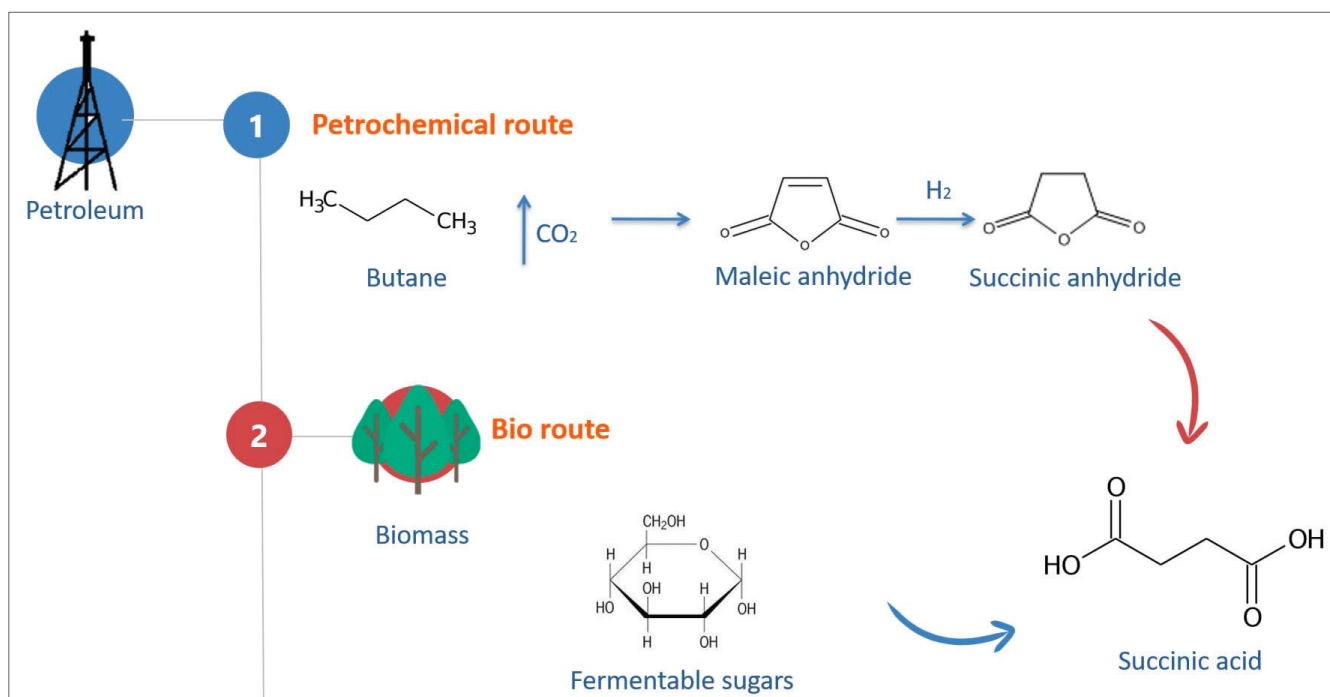 Petroleum
1
Petrochemical route
H₃C
CH₃
Butane
CO₂
O
O
O
Maleic anhydride
H₂
O
O
O
Succinic anhydride
2
Bio route
Biomass
CH₂OH
O
H
H
H
OH
H
HO
OH
H
OH
Fermentable sugars
O
HO
OH
O
Succinic acid